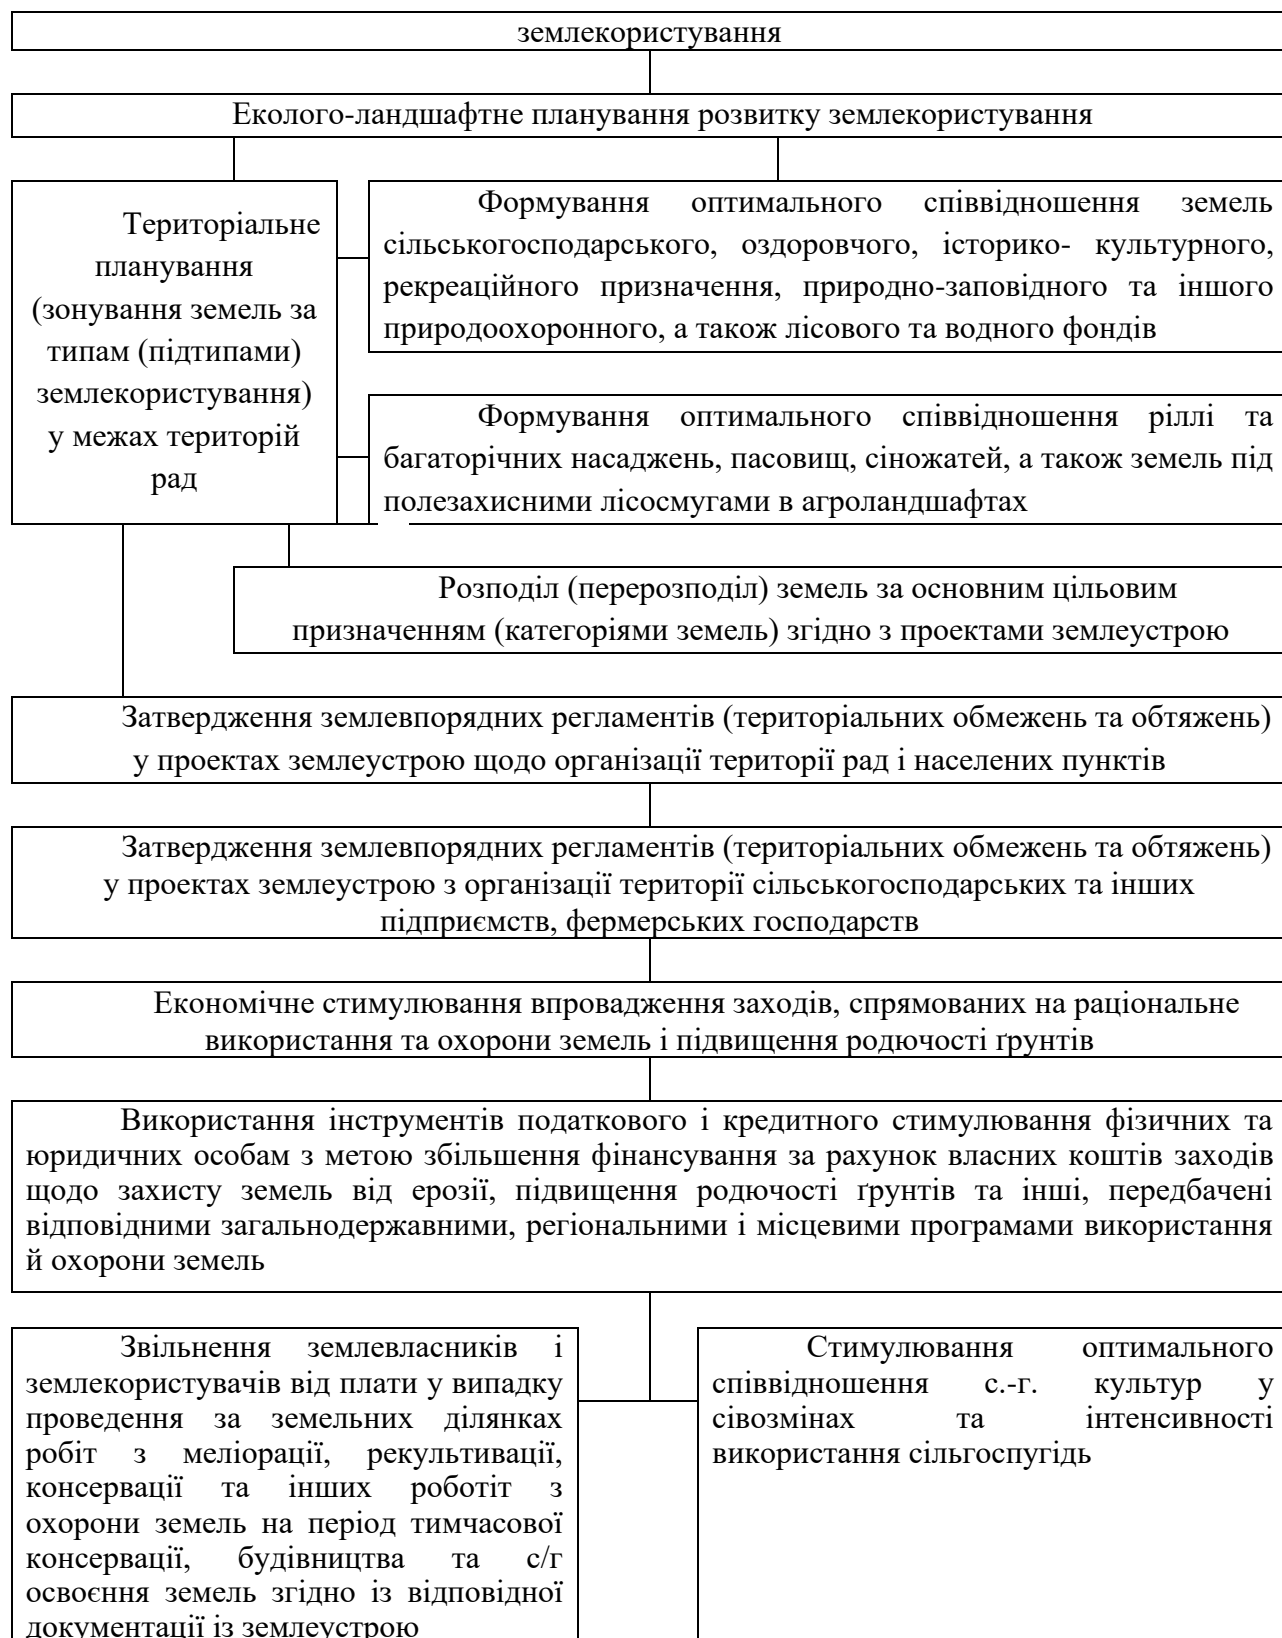 землекористування
Еколого-ландшафтне планування розвитку землекористування
Територіальне
планування
(зонування земель за
типам (підтипами)
землекористування)
у межах територій
рад
Формування оптимального співвідношення земель
сільськогосподарського, оздоровчого, історико- культурного,
рекреаційного призначення, природно-заповідного та іншого
природоохоронного, а також лісового та водного фондів
Формування оптимального співвідношення ріллі та
багаторічних насаджень, пасовищ, сіножатей, а також земель під
полезахисними лісосмугами в агроландшафтах
Розподіл (перерозподіл) земель за основним цільовим
призначенням (категоріями земель) згідно з проектами землеустрою
Затвердження землевпорядних регламентів (територіальних обмежень та обтяжень)
у проектах землеустрою щодо організації території рад і населених пунктів
Затвердження землевпорядних регламентів (територіальних обмежень та обтяжень)
у проектах землеустрою з організації території сільськогосподарських та інших
підприємств, фермерських господарств
Економічне стимулювання впровадження заходів, спрямованих на раціональне
використання та охорони земель і підвищення родючості ґрунтів
Використання інструментів податкового і кредитного стимулювання фізичних та
юридичних особам з метою збільшення фінансування за рахунок власних коштів заходів
щодо захисту земель від ерозії, підвищення родючості ґрунтів та інші, передбачені
відповідними загальнодержавними, регіональними і місцевими програмами використання
й охорони земель
Звільнення землевласників і
землекористувачів від плати у випадку
проведення за земельних ділянках
робіт з меліорації, рекультивації,
консервації та інших роботіт з
охорони земель на період тимчасової
консервації, будівництва та с/г
освоєння земель згідно із відповідної
документації із землеустрою
Стимулювання оптимального
співвідношення с.-г. культур у
сівозмінах та інтенсивності
використання сільгоспугідь